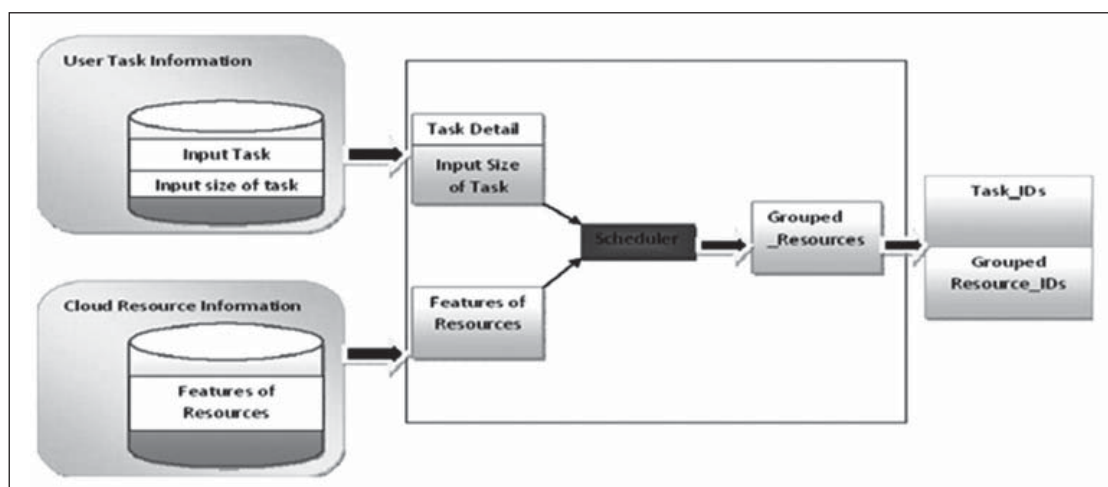 User Task Information
Input Task
Input size of task
Task Detail
Input Size
of Task
Scheduler
Grouped
_Resources
Task_IDs
Grouped
Resource_IDs
Cloud Resource Information
Features of
Resources
Features of
Resources